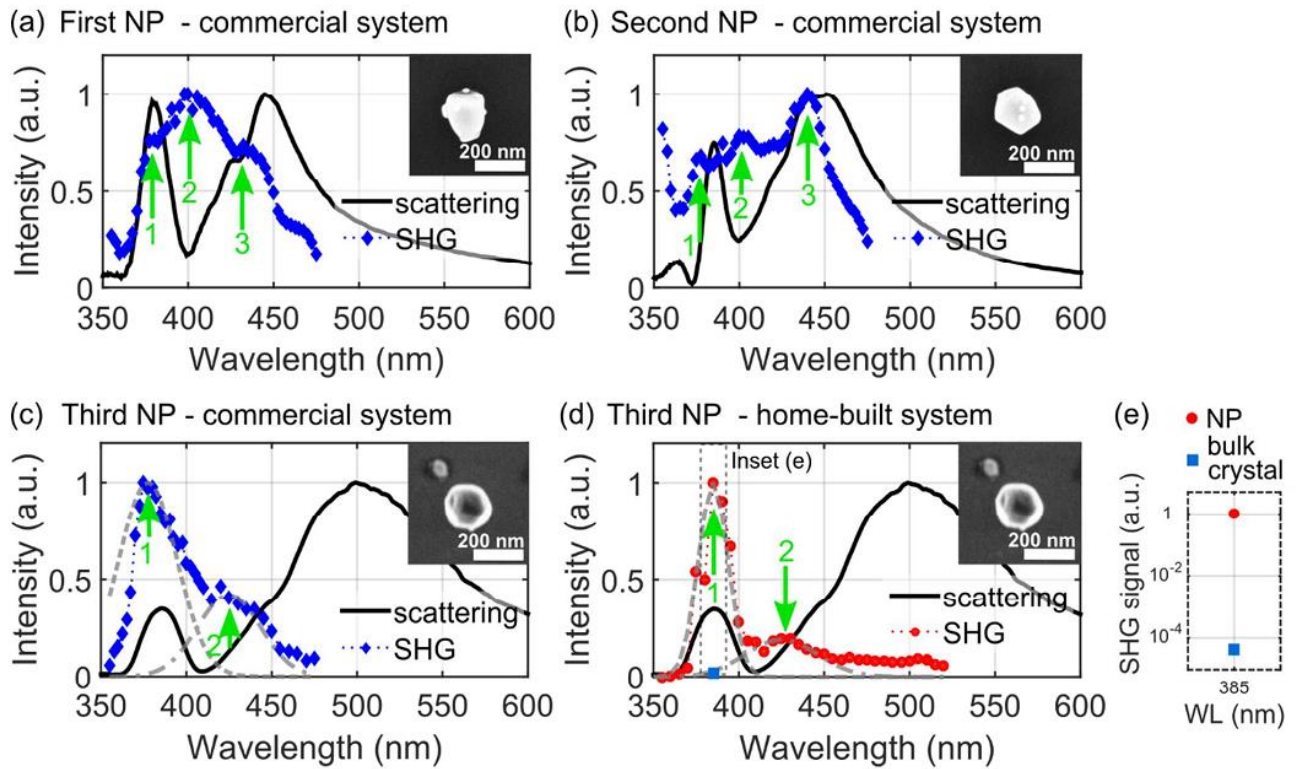 (a) First NP - commercial system
Intensity (a.u.)
1
0.5
0
350 400 450 500 550 600
Wavelength (nm)
200 nm
scattering
SHG
1
2
3
(b) Second NP - commercial system
Intensity (a.u.)
1
0.5
0
350 400 450 500 550 600
Wavelength (nm)
200 nm
scattering
SHG
1
2
3
(c) Third NP - commercial system
Intensity (a.u.)
1
0.5
0
350 400 450 500 550 600
Wavelength (nm)
200 nm
scattering
SHG
1
2
(d) Third NP - home-built system
Intensity (a.u.)
1
0.5
0
350 400 450 500 550 600
Wavelength (nm)
Inset (e)
200 nm
scattering
SHG
1
2
(e)
NP
bulk
crystal
SHG signal (a.u.)
1
10-2
10-4
385
WL (nm)